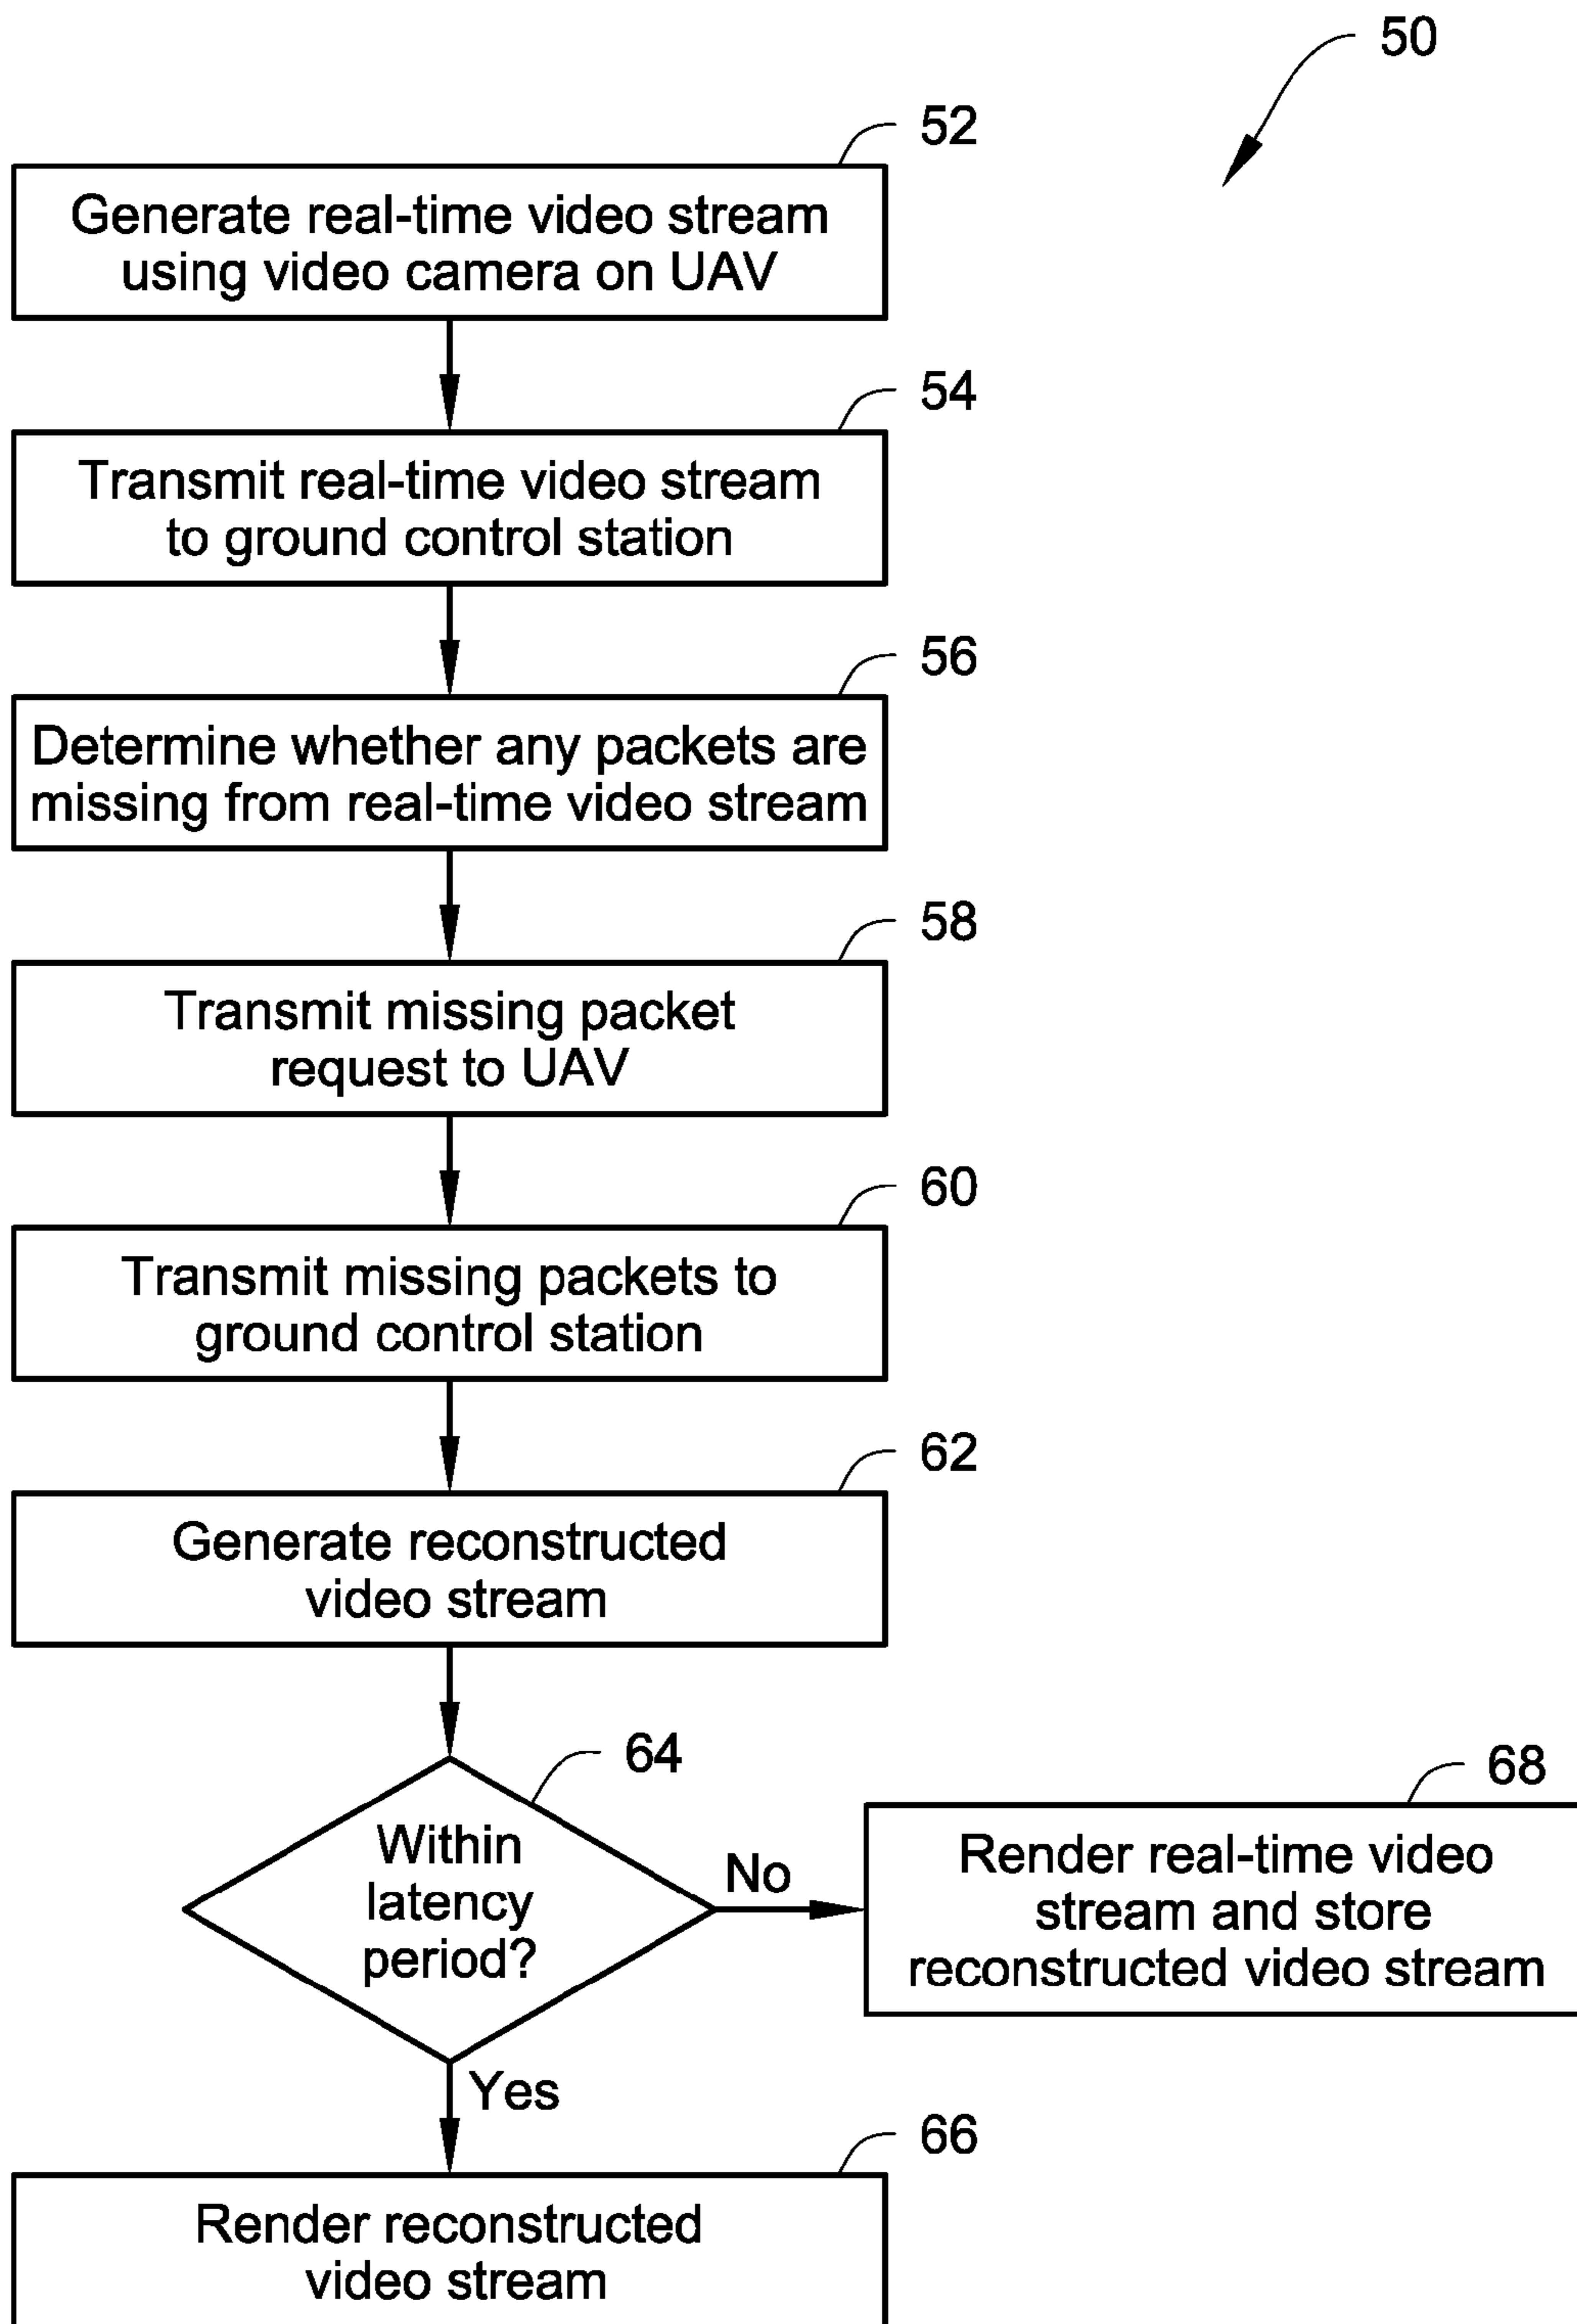 50
52
Generate real-time video stream
using video camera on UAV
54
Transmit real-time video stream
to ground control station
56
Determine whether any packets are
missing from real-time video stream
58
Transmit missing packet
request to UAV
60
Transmit missing packets to
ground control station
62
Generate reconstructed
video stream
64
Within
latency
period?
No
68
Render real-time video
stream and store
reconstructed video stream
Yes
66
Render reconstructed
video stream